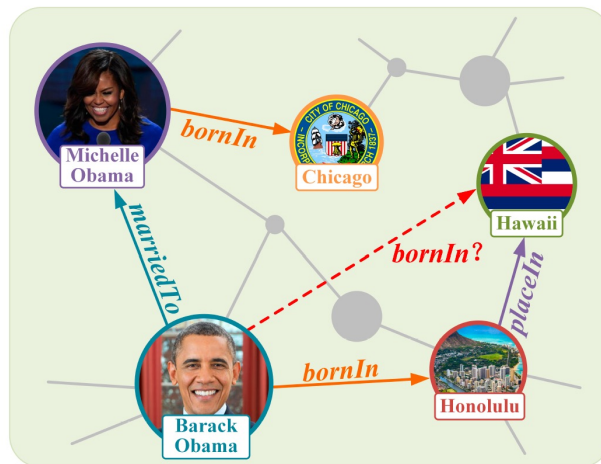 CITY OF CHICAGO
Michelle
Obama
bornIn
Chicago
Hawaii
marriedTo
bornIn?
placeIn
Barack
Obama
bornIn
Honolulu